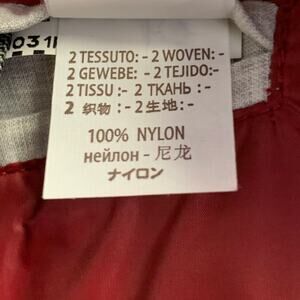 031
2 TESSUTO: - 2 WOVEN: -
2 GEWEBE: - 2 TEJIDO: -
2 TISSU: - 2 ТКАНЬ: -
2 织物: - 2 生地: -
100% NYLON
нейлон - 尼龙
ナイロン